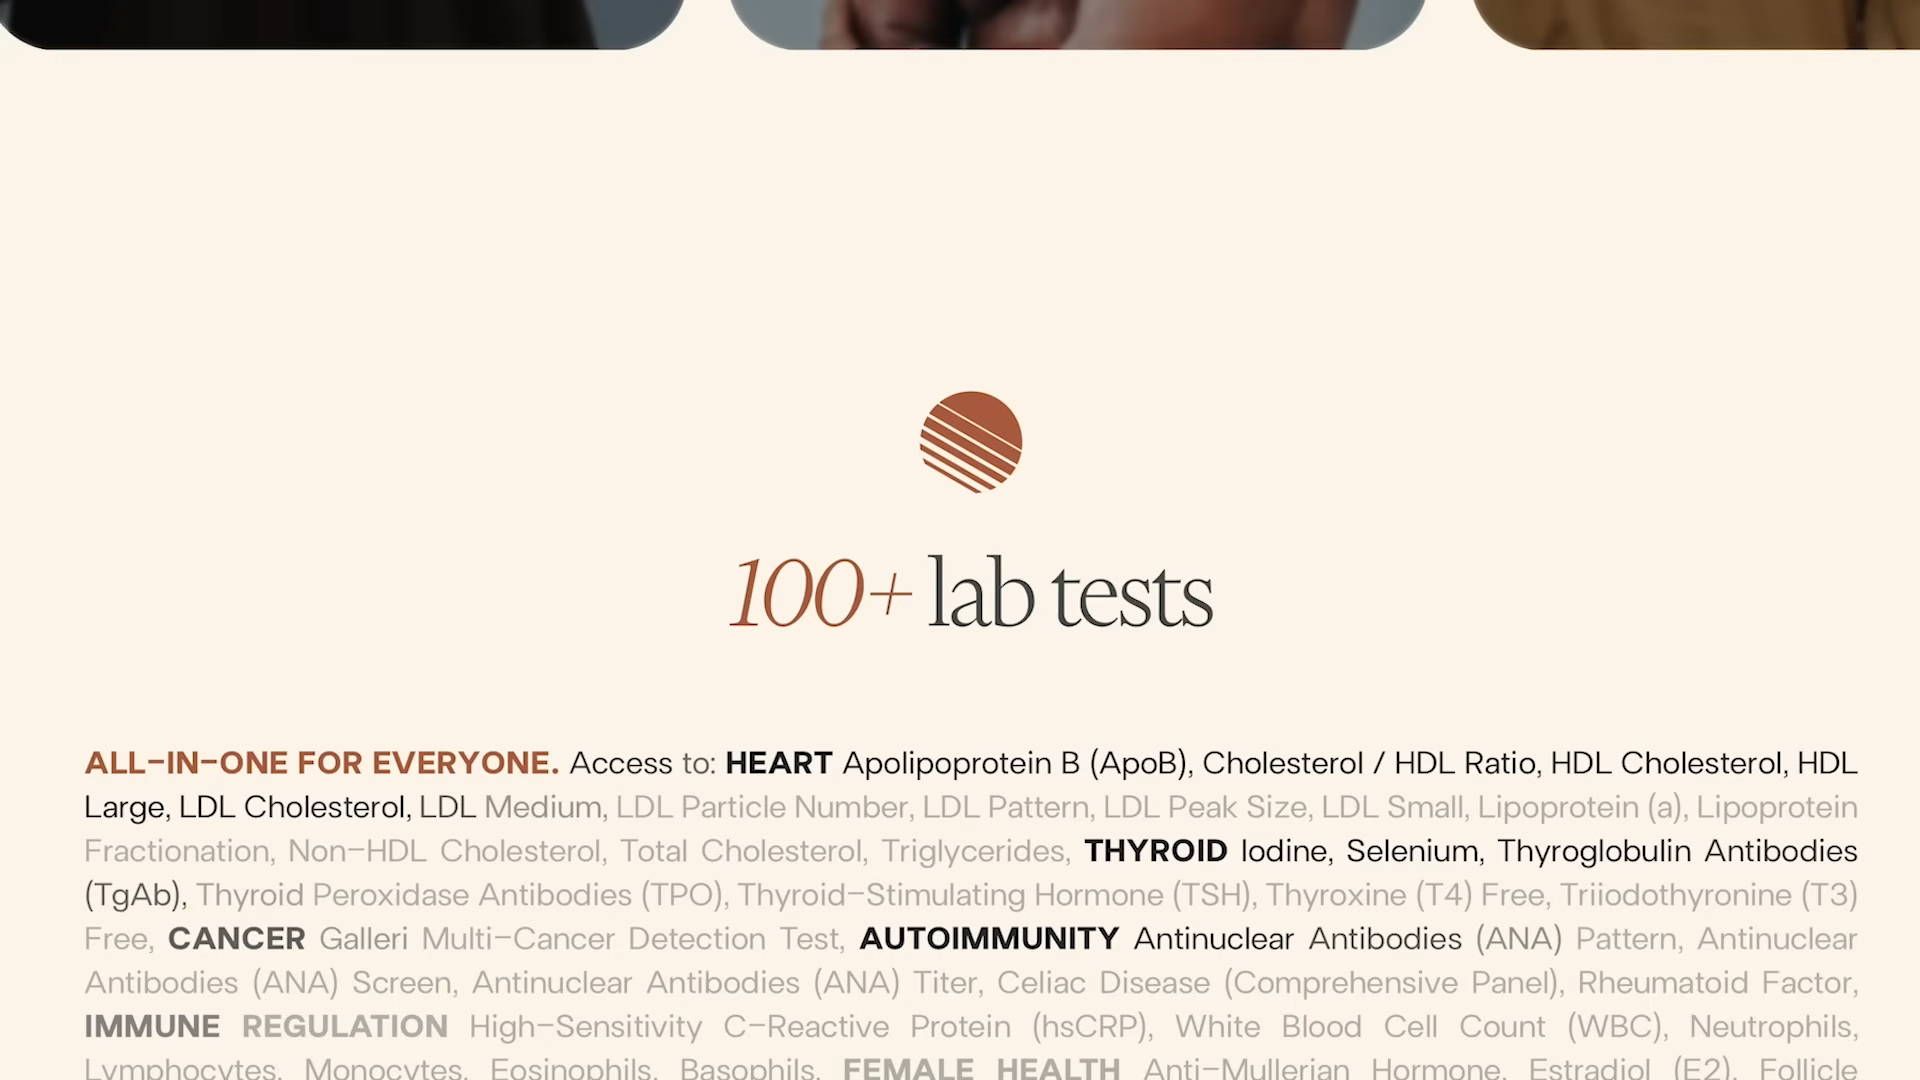 100+ lab tests
ALL-IN-ONE FOR EVERYONE. Access to: HEART Apolipoprotein B (ApoB), Cholesterol / HDL Ratio, HDL Cholesterol, HDL
Large, LDL Cholesterol, LDL Medium, LDL Particle Number, LDL Pattern, LDL Peak Size, LDL Small, Lipoprotein (a), Lipoprotein
Fractionation, Non-HDL Cholesterol, Total Cholesterol, Triglycerides, THYROID Iodine, Selenium, Thyroglobulin Antibodies
(TgAb), Thyroid Peroxidase Antibodies (TPO), Thyroid-Stimulating Hormone (TSH), Thyroxine (T4) Free, Triiodothyronine (T3)
Free, CANCER Galleri Multi-Cancer Detection Test, AUTOIMMUNITY Antinuclear Antibodies (ANA) Pattern, Antinuclear
Antibodies (ANA) Screen, Antinuclear Antibodies (ANA) Titer, Celiac Disease (Comprehensive Panel), Rheumatoid Factor,
IMMUNE REGULATION High-Sensitivity C-Reactive Protein (hsCRP), White Blood Cell Count (WBC), Neutrophils,
Lymphocytes, Monocytes, Eosinophils, Basophils, FEMALE HEALTH Anti-Mullerian Hormone, Estradiol (E2), Follicle